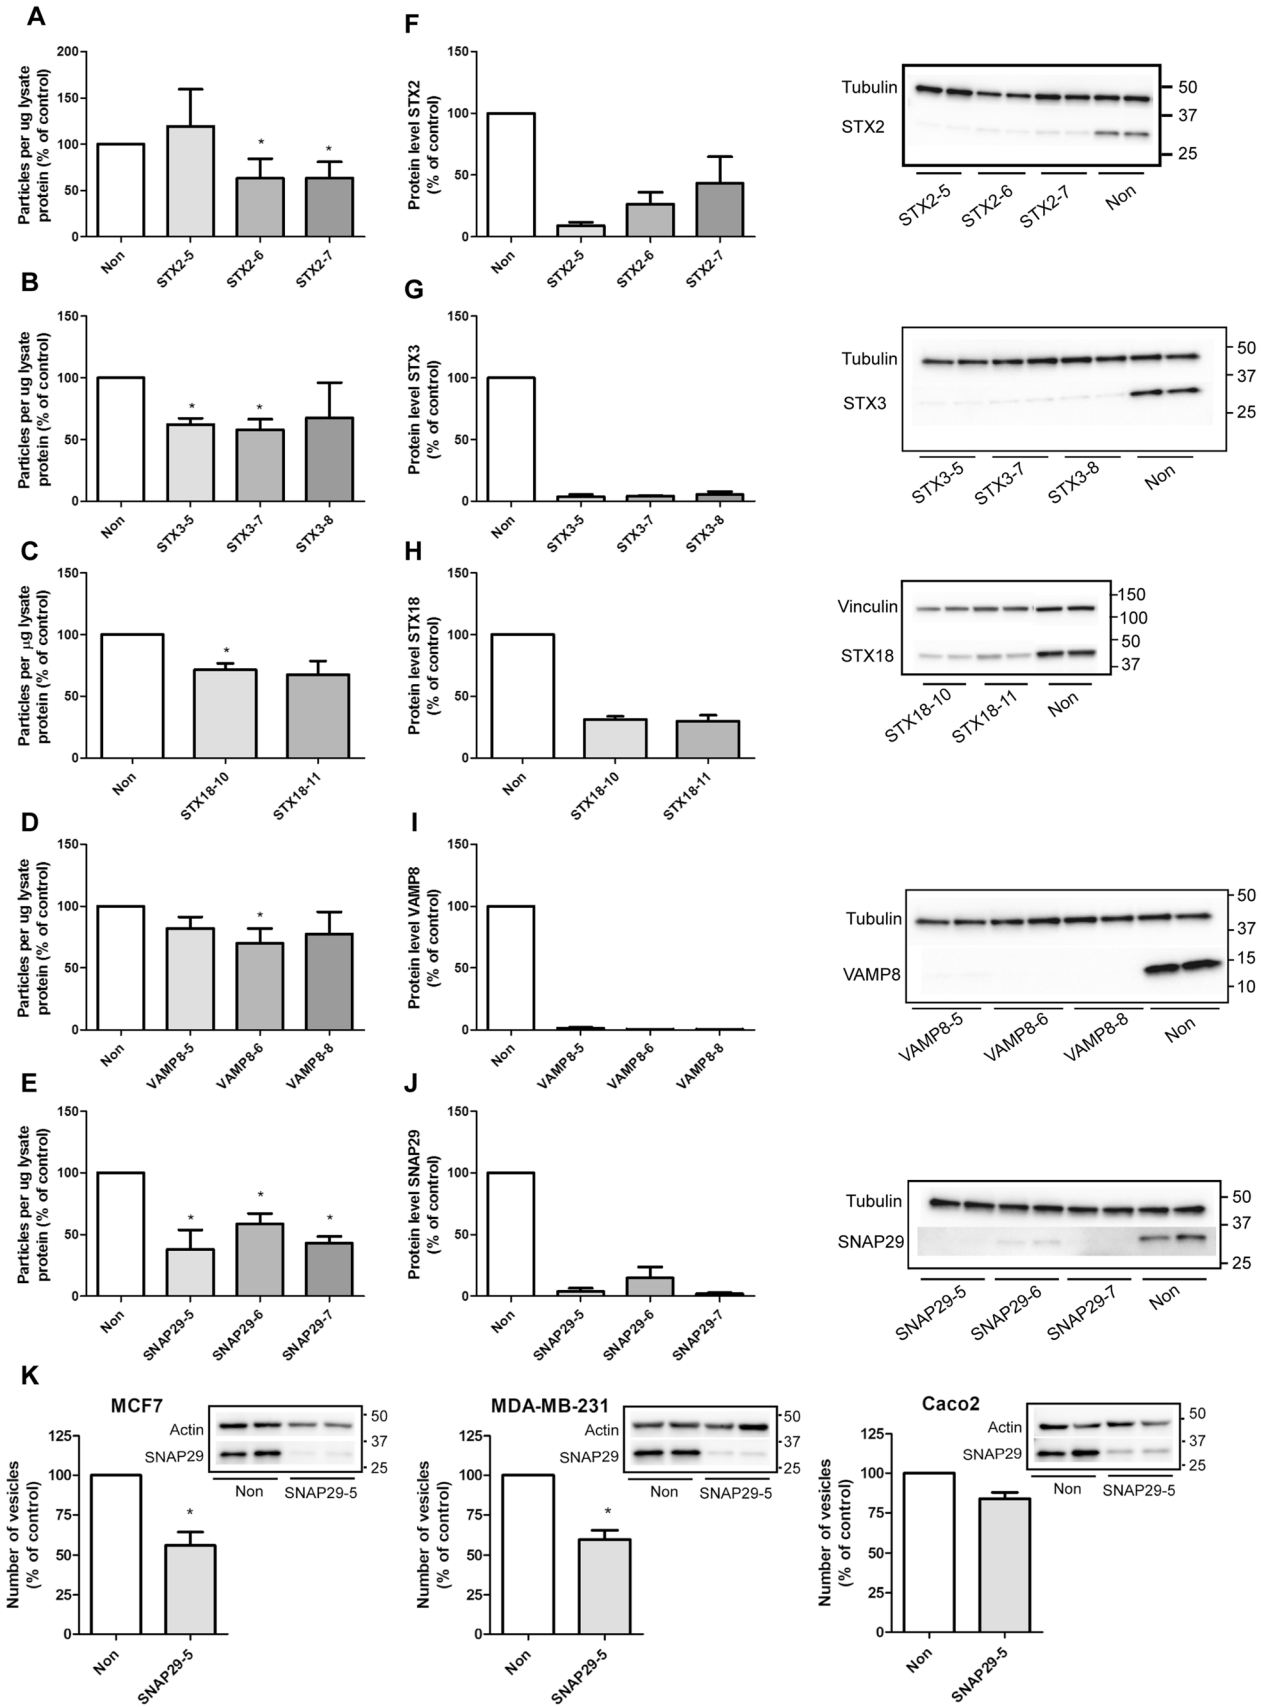 A
Particles per ug lysate
protein (% of control)
200
150
100
50
0
Non
STX2-5
STX2-6
*
STX2-7
*
F
Protein level STX2
(% of control)
150
100
50
0
Non
STX2-5
STX2-6
STX2-7
Tubulin
STX2
50
37
25
STX2-5
STX2-6
STX2-7
Non
B
Particles per ug lysate
protein (% of control)
150
100
50
0
Non
STX3-5
*
STX3-7
*
STX3-8
G
Protein level STX3
(% of control)
150
100
50
0
Non
STX3-5
STX3-7
STX3-8
Tubulin
STX3
50
37
25
STX3-5
STX3-7
STX3-8
Non
C
Particles per µg lysate
protein (% of control)
150
100
50
0
Non
STX18-10
*
STX18-11
H
Protein level STX18
(% of control)
150
100
50
0
Non
STX18-10
STX18-11
Vinculin
STX18
150
100
50
37
STX18-10
STX18-11
Non
D
Particles per ug lysate
protein (% of control)
150
100
50
0
Non
VAMP8-5
VAMP8-6
*
VAMP8-8
I
Protein level VAMP8
(% of control)
150
100
50
0
Non
VAMP8-5
VAMP8-6
VAMP8-8
Tubulin
VAMP8
50
37
15
10
VAMP8-5
VAMP8-6
VAMP8-8
Non
E
Particles per ug lysate
protein (% of control)
150
100
50
0
Non
SNAP29-5
*
SNAP29-6
*
SNAP29-7
*
J
Protein level SNAP29
(% of control)
150
100
50
0
Non
SNAP29-5
SNAP29-6
SNAP29-7
Tubulin
SNAP29
50
37
25
SNAP29-5
SNAP29-6
SNAP29-7
Non
K
MCF7
Number of vesicles
(% of control)
125
100
75
50
25
0
Non
SNAP29-5
*
Actin
SNAP29
50
37
25
Non
SNAP29-5
MDA-MB-231
Number of vesicles
(% of control)
125
100
75
50
25
0
Non
SNAP29-5
*
Actin
SNAP29
50
37
25
Non
SNAP29-5
Caco2
Number of vesicles
(% of control)
125
100
75
50
25
0
Non
SNAP29-5
Actin
SNAP29
50
37
25
Non
SNAP29-5